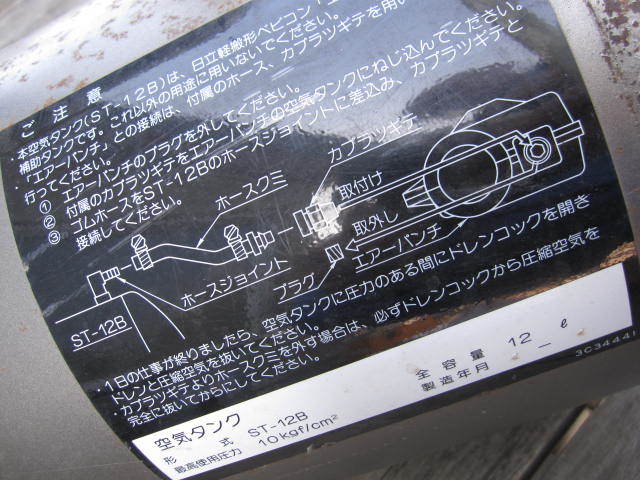 ご注意
・本空気タンク(ST-12B)は、日立軽搬形ベビコン「エ
補助タンクです。これ以外の用途に用いないでください。
・「エアーパンチ」との接続は、付属のホース、カプラツギテを用い
行ってください。
① エアーパンチのプラグを外してください。
② 付属のカプラツギテをエアーパンチの空気タンクにねじ込んでください。
③ ゴムホースをST-12Bのホースジョイントに差込み、カプラツギテと
接続してください。
カプラツギテ
ホースクミ
取付け
取外し
エアーパンチ
プラグ
ホースジョイント
ST-12B
・1日の仕事が終りましたら、空気タンクに圧力のある間にドレンコックを開き
ドレンと圧縮空気を抜いてください。
・カプラツギテよりホースクミを外す場合は、必ずドレンコックから圧縮空気を
完全に抜いてからにしてください。
3C34441
空気タンク
形式 ST-12B
最高使用圧力 10kgf/cm²
全容量 12 ℓ
製造年月